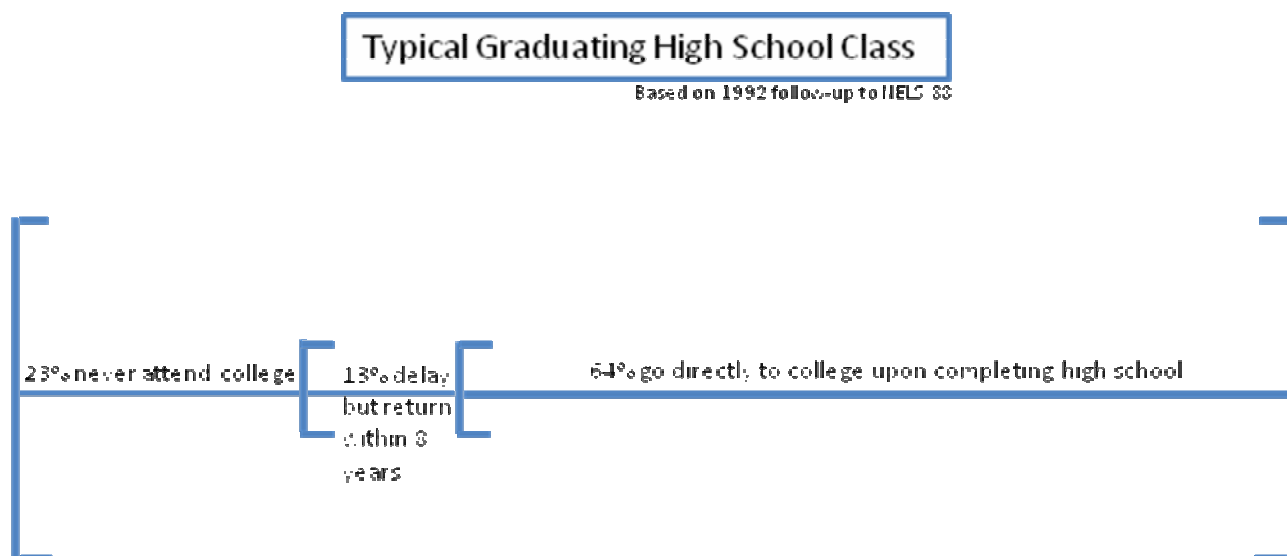 Typical Graduating High School Class
Based on 1992 follow-up to NELS 88
23% never attend college
13% delay
but return
within 8
years
64% go directly to college upon completing high school